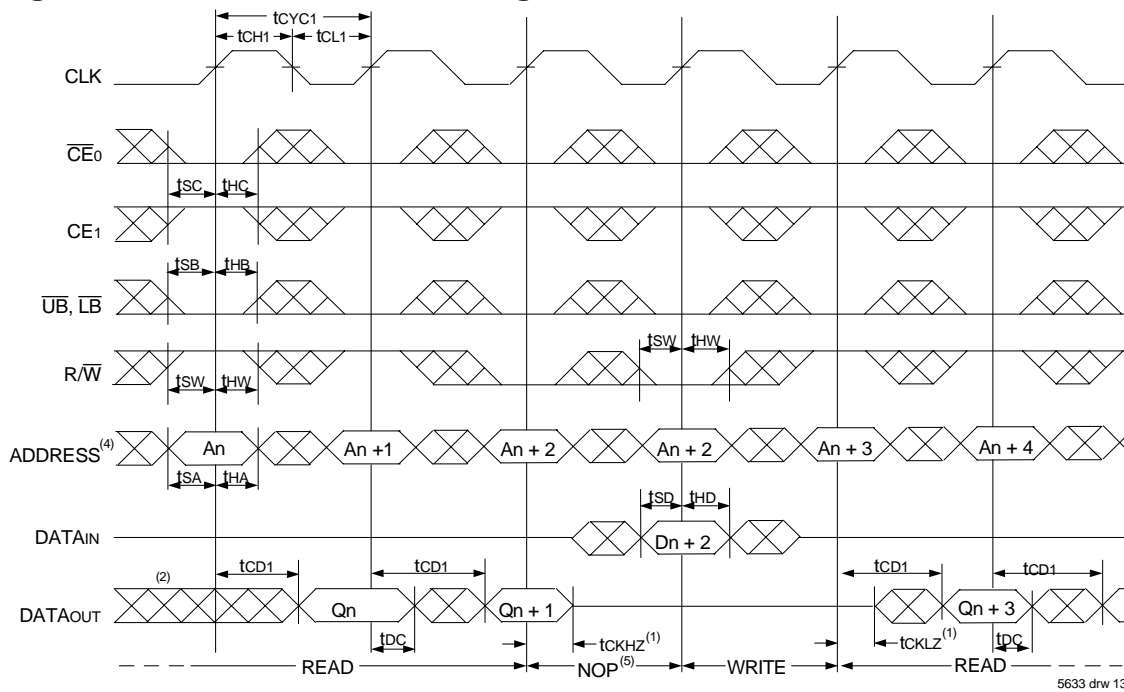 tCYC1
tCH1 tCL1
CLK
CE0
tSC tHC
CE1
tSB tHB
UB, LB
tSW tHW
R/W
tSW tHW
ADDRESS(4) An An +1 An + 2 An + 2 An + 3 An + 4
tSA tHA
tSD tHD
DATAIN Dn + 2
(2) tCD1 tCD1 tCD1 tCD1
DATAOUT Qn Qn + 1 Qn + 3
tDC tCKHZ(1) tCKLZ(1) tDC
READ NOP(5) WRITE READ
5633 drw 13